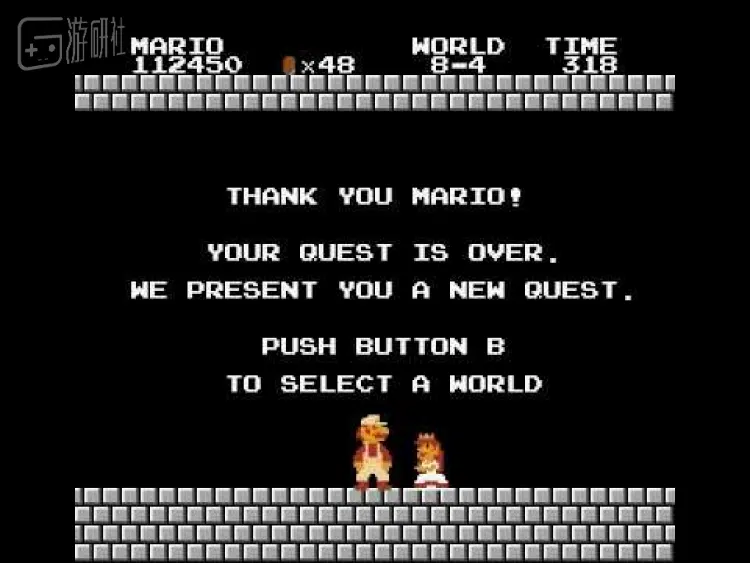 游研社
MARIO WORLD TIME
112450 ×48 8-4 318
THANK YOU MARIO!
YOUR QUEST IS OVER.
WE PRESENT YOU A NEW QUEST.
PUSH BUTTON B
TO SELECT A WORLD